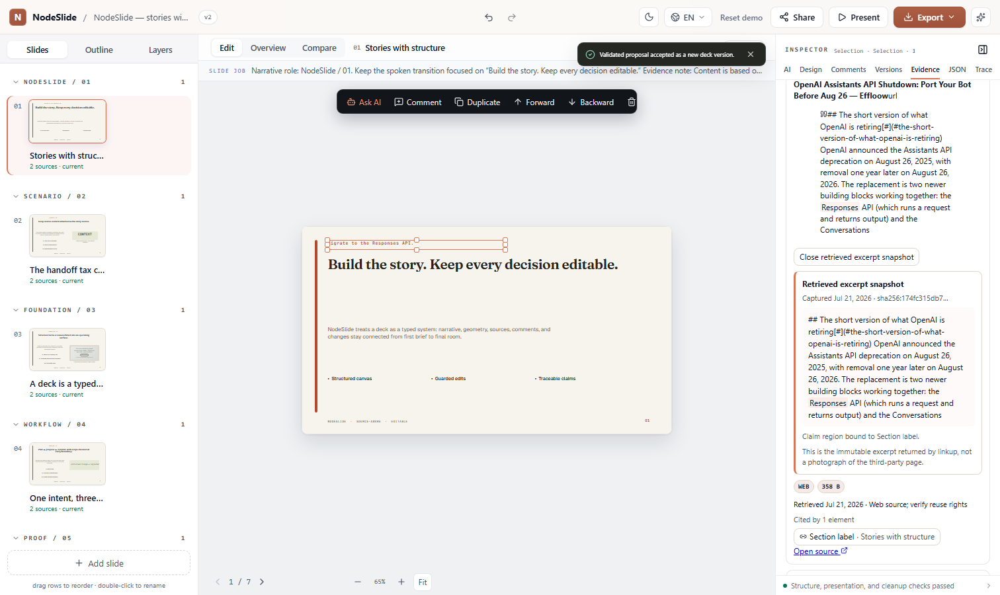 N NodeSlide / NodeSlide — stories wi... v2
EN Reset demo Share Present Export
Slides Outline Layers
NODESLIDE / 01 1
01
Build the story. Keep every decision editable.
Stories with struc...
2 sources · current
SCENARIO / 02 1
02
CONTEXT
The handoff tax c...
2 sources · current
FOUNDATION / 03 1
03
A deck is a typed...
2 sources · current
WORKFLOW / 04 1
04
One intent, three...
2 sources · current
PROOF / 05 1
+ Add slide
drag rows to reorder · double-click to rename
Edit Overview Compare 01 Stories with structure
Validated proposal accepted as a new deck version.
SLIDE JOB Narrative role: NodeSlide / 01. Keep the spoken transition focused on “Build the story. Keep every decision editable.” Evidence note: Content is based o...
Ask AI Comment Duplicate Forward Backward
igrate to the Responses API.
Build the story. Keep every decision editable.
NodeSlide treats a deck as a typed system: narrative, geometry, sources, comments, and
changes stay connected from first brief to final room.
• Structured canvas • Guarded edits • Traceable claims
NODESLIDE · SOURCE-AWARE · EDITABLE 01
1 / 7 65% Fit
INSPECTOR Selection · Selection · 1
AI Design Comments Versions Evidence JSON Trace
OpenAI Assistants API Shutdown: Port Your Bot
Before Aug 26 — Effloowurl
## The short version of what
OpenAI is retiring[#](#the-short-
version-of-what-openai-is-retiring)
OpenAI announced the Assistants API
deprecation on August 26, 2025, with
removal one year later on August 26,
2026. The replacement is two newer
building blocks working together: the
Responses API (which runs a request
and returns output) and the
Conversations
Close retrieved excerpt snapshot
Retrieved excerpt snapshot
Captured Jul 21, 2026 · sha256:174fc315db7...
## The short version of what OpenAI is
retiring[#](#the-short-version-of-what-
openai-is-retiring) OpenAI announced the
Assistants API deprecation on August 26,
2025, with removal one year later on August
26, 2026. The replacement is two newer
building blocks working together: the
Responses API (which runs a request and
returns output) and the Conversations
Claim region bound to Section label.
This is the immutable excerpt returned by linkup, not
a photograph of the third-party page.
WEB 358 B
Retrieved Jul 21, 2026 · Web source; verify reuse rights
Cited by 1 element
Section label · Stories with structure
Open source
Structure, presentation, and cleanup checks passed